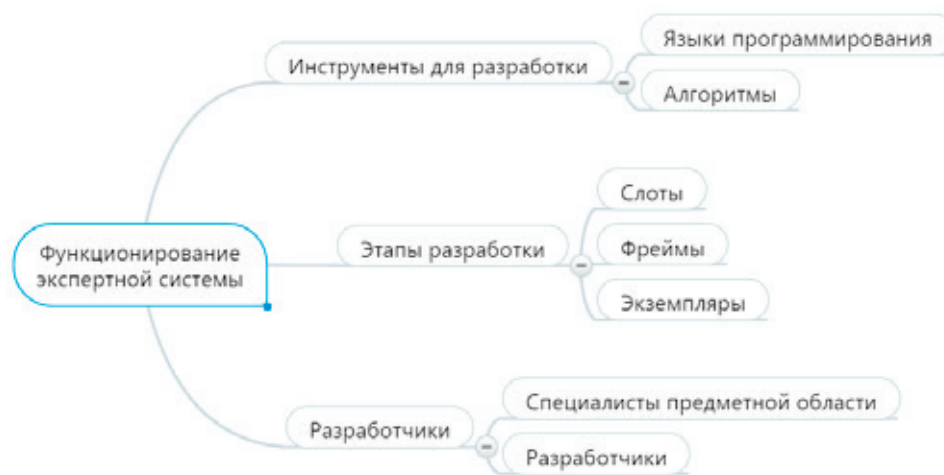 Языки программирования
Инструменты для разработки
Алгоритмы
Слоты
Функционирование
экспертной системы
Этапы разработки
Фреймы
Экземпляры
Специалисты предметной области
Разработчики
Разработчики